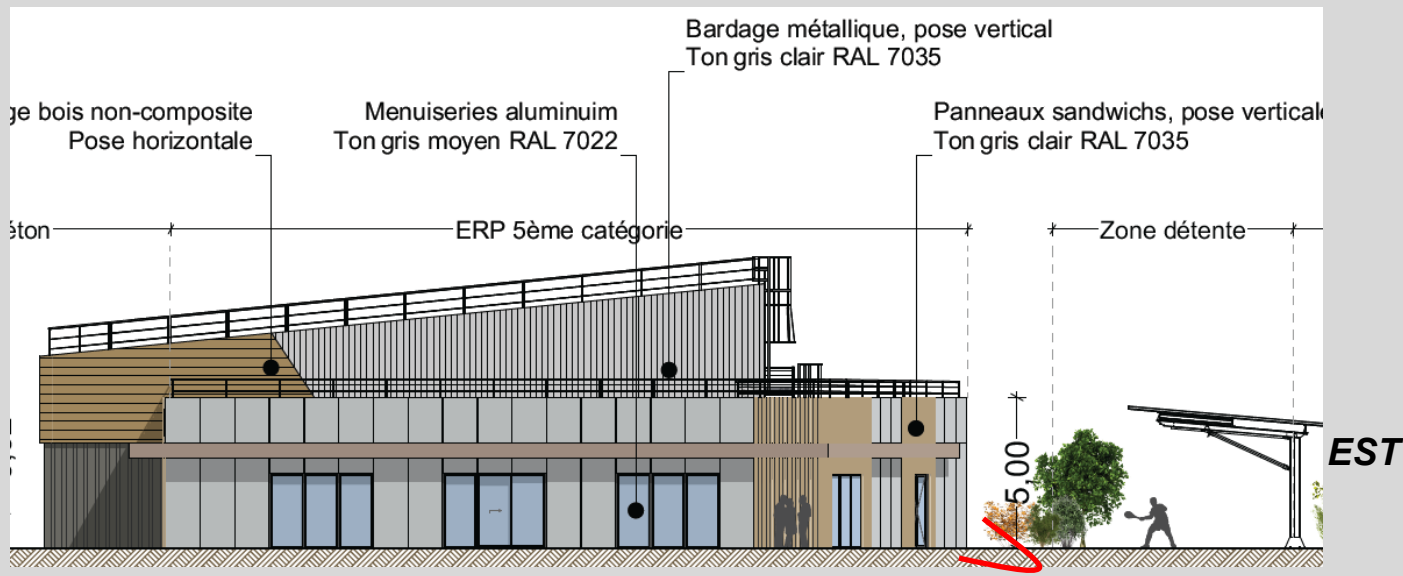 Bardage métallique, pose vertical
Ton gris clair RAL 7035
ge bois non-composite
Pose horizontale
Menuiseries aluminuim
Ton gris moyen RAL 7022
Panneaux sandwichs, pose verticale
Ton gris clair RAL 7035
éton
ERP 5ème catégorie
Zone détente
5,00
EST